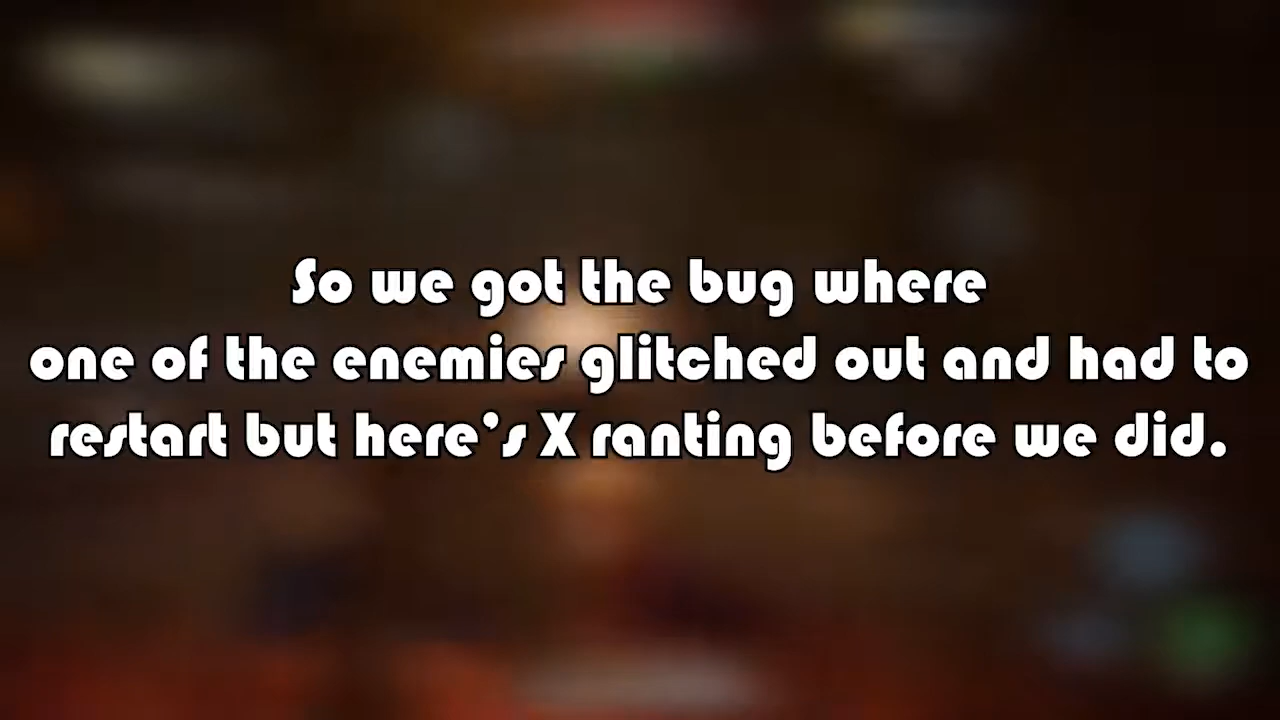 So we got the bug where
one of the enemies glitched out and had to
restart but here's X ranting before we did.